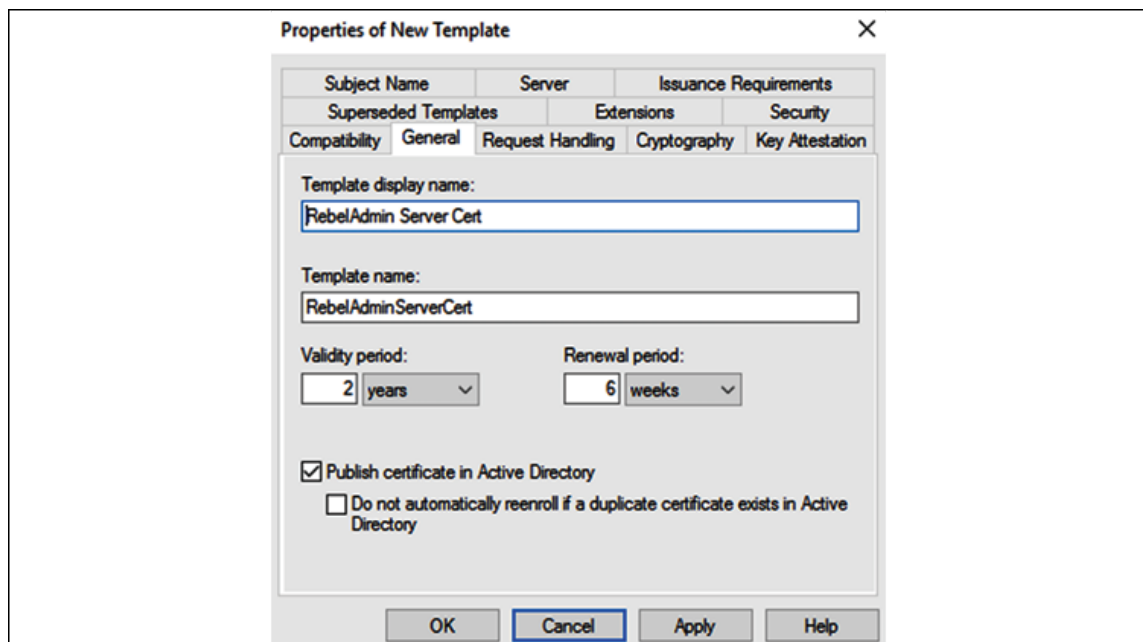 Properties of New Template
Subject Name Server Issuance Requirements
Superseded Templates Extensions Security
Compatibility General Request Handling Cryptography Key Attestation
Template display name:
RebelAdmin Server Cert
Template name:
RebelAdminServerCert
Validity period: Renewal period:
2 years 6 weeks
Publish certificate in Active Directory
Do not automatically reenroll if a duplicate certificate exists in Active
Directory
OK Cancel Apply Help